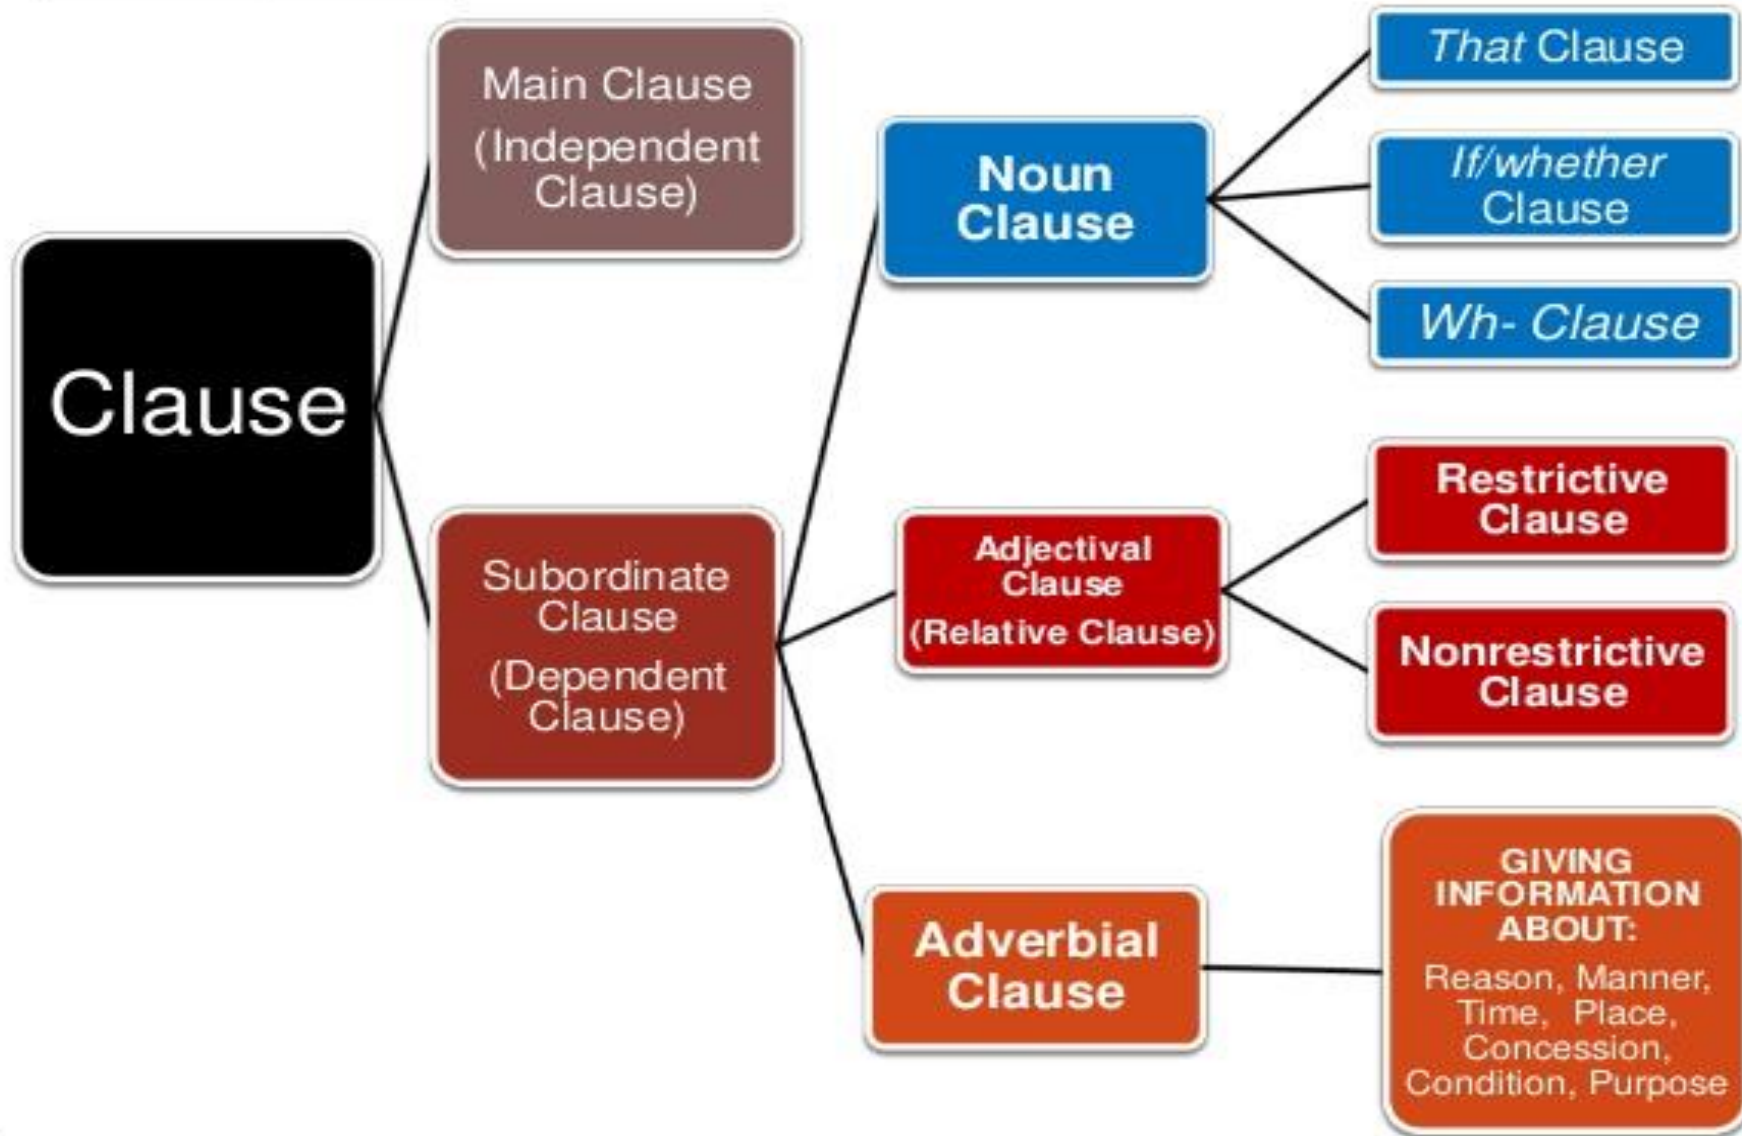 Clause
Main Clause
(Independent
Clause)
Subordinate
Clause
(Dependent
Clause)
Noun
Clause
That Clause
If/whether
Clause
Wh- Clause
Adjectival
Clause
(Relative Clause)
Restrictive
Clause
Nonrestrictive
Clause
Adverbial
Clause
GIVING
INFORMATION
ABOUT:
Reason, Manner,
Time, Place,
Concession,
Condition, Purpose